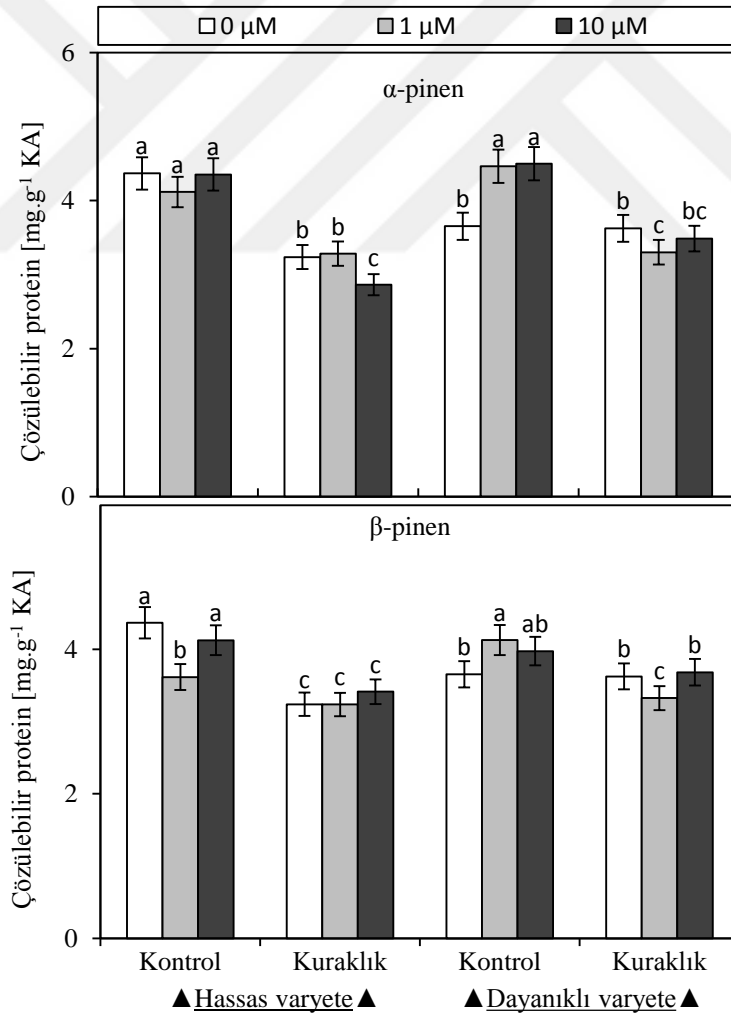 0 μM 1 μM 10 μM
6
α-pinen
a a a a a
b b b b bc
c c
4
2
0
Çözülebilir protein [mg.g-1 KA]
β-pinen
a a a ab
b b b b
c c c c
4
2
0
Çözülebilir protein [mg.g-1 KA]
Kontrol Kuraklık Kontrol Kuraklık
▲Hassas varyete▲ ▲Dayanıklı varyete▲